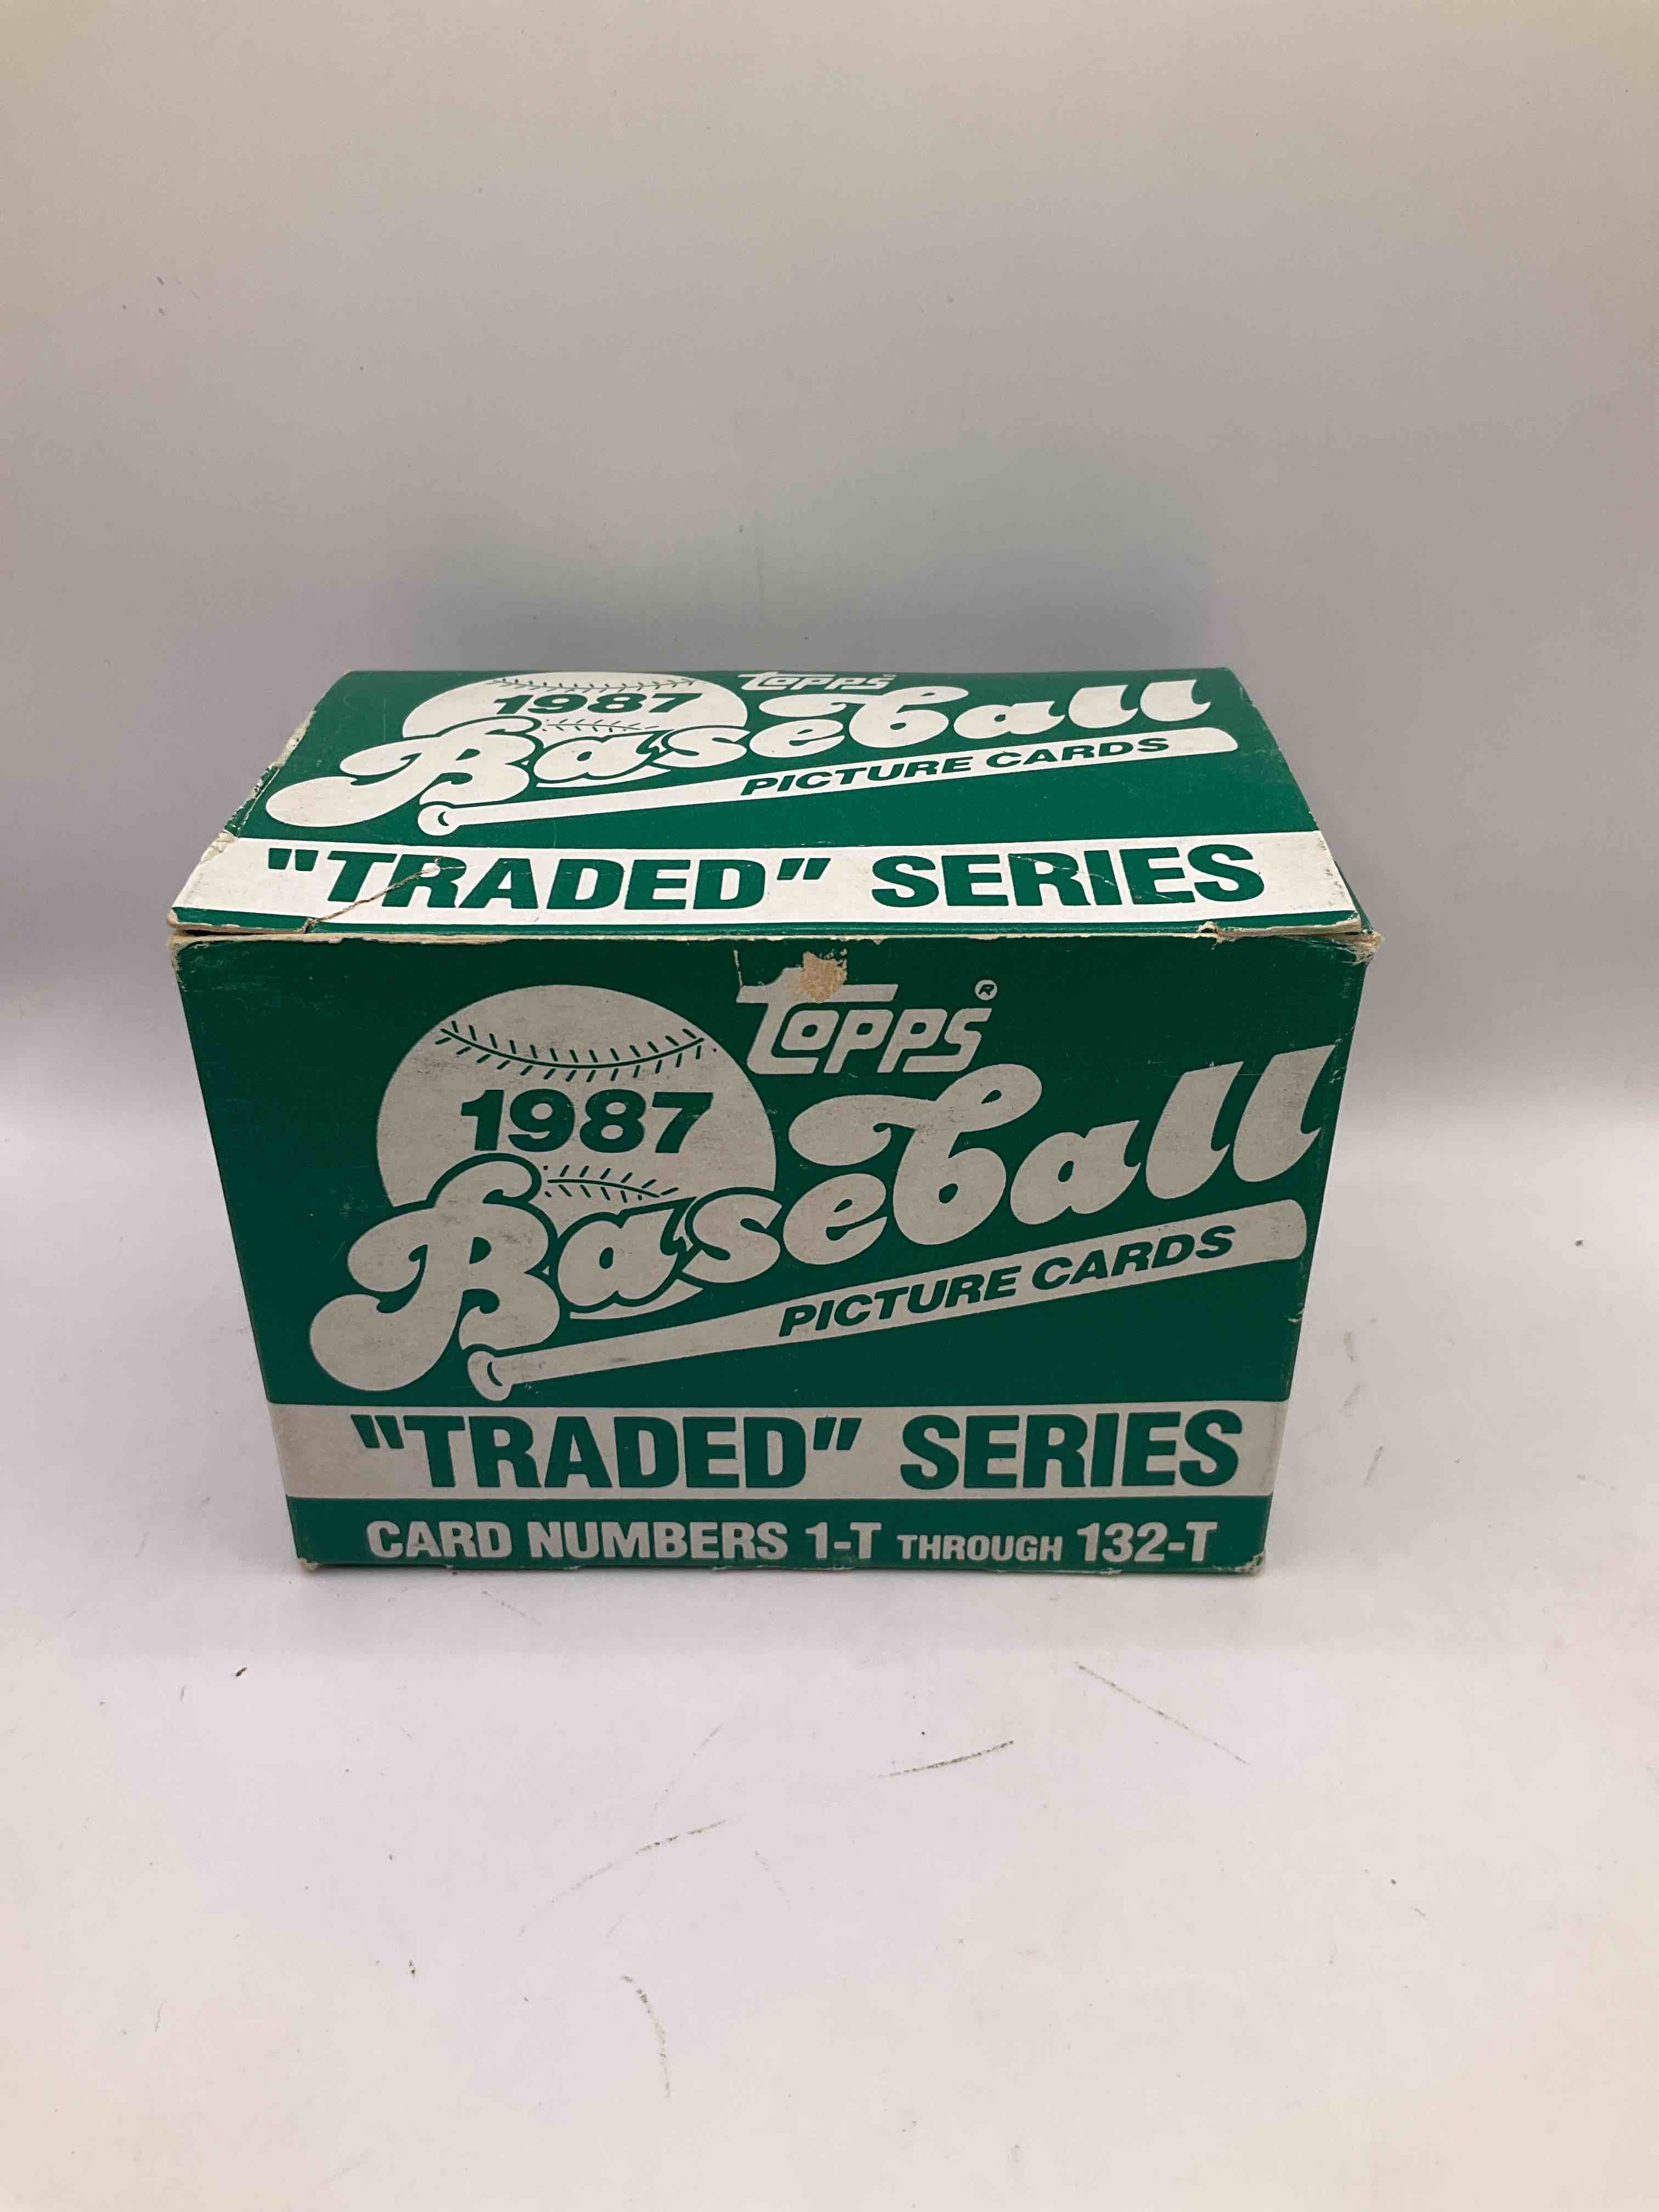 Topps
1987
Baseball
PICTURE CARDS
"TRADED" SERIES
Topps®
1987
Baseball
PICTURE CARDS
"TRADED" SERIES
CARD NUMBERS 1-T THROUGH 132-T